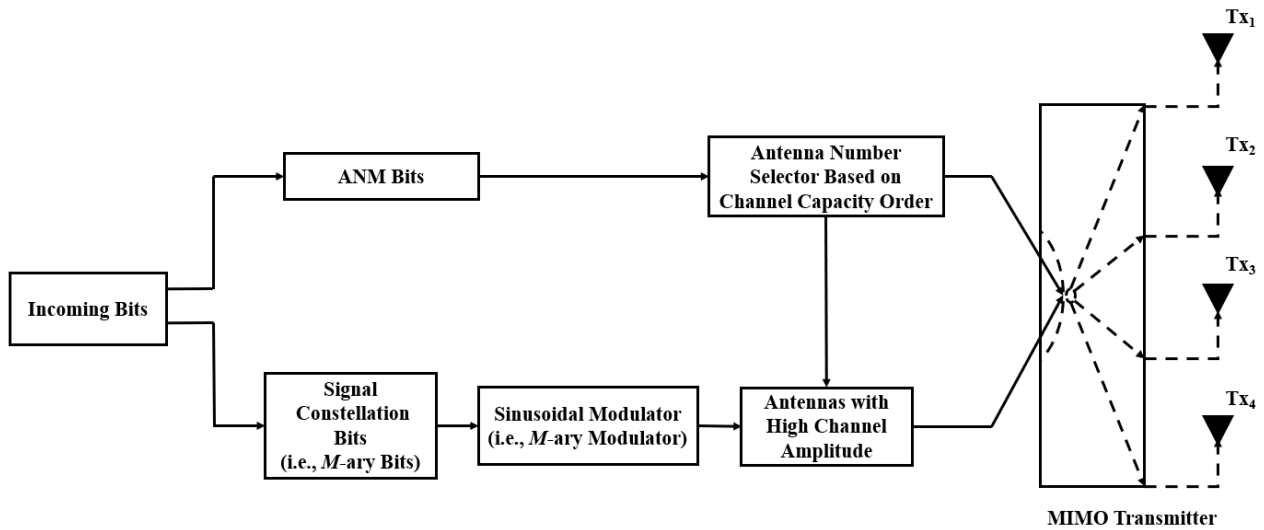 Tx1
Tx2
Tx3
Tx4
Incoming Bits
ANM Bits
Antenna Number
Selector Based on
Channel Capacity Order
Signal
Constellation
Bits
(i.e., M-ary Bits)
Sinusoidal Modulator
(i.e., M-ary Modulator)
Antennas with
High Channel
Amplitude
MIMO Transmitter